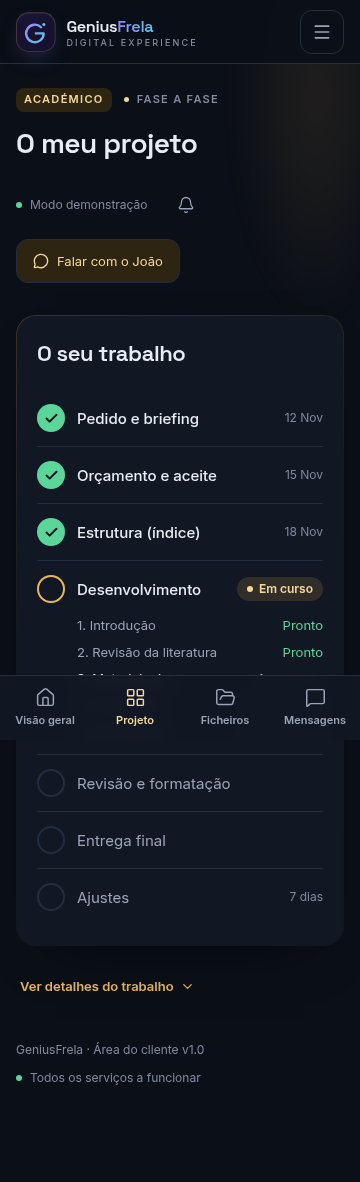 GeniusFrela
DIGITAL EXPERIENCE
ACADÉMICO
FASE A FASE
O meu projeto
Modo demonstração
Falar com o João
O seu trabalho
Pedido e briefing 12 Nov
Orçamento e aceite 15 Nov
Estrutura (índice) 18 Nov
Desenvolvimento Em curso
1. Introdução Pronto
2. Revisão da literatura Pronto
Visão geral Projeto Ficheiros Mensagens
Revisão e formatação
Entrega final
Ajustes 7 dias
Ver detalhes do trabalho
GeniusFrela · Área do cliente v1.0
Todos os serviços a funcionar